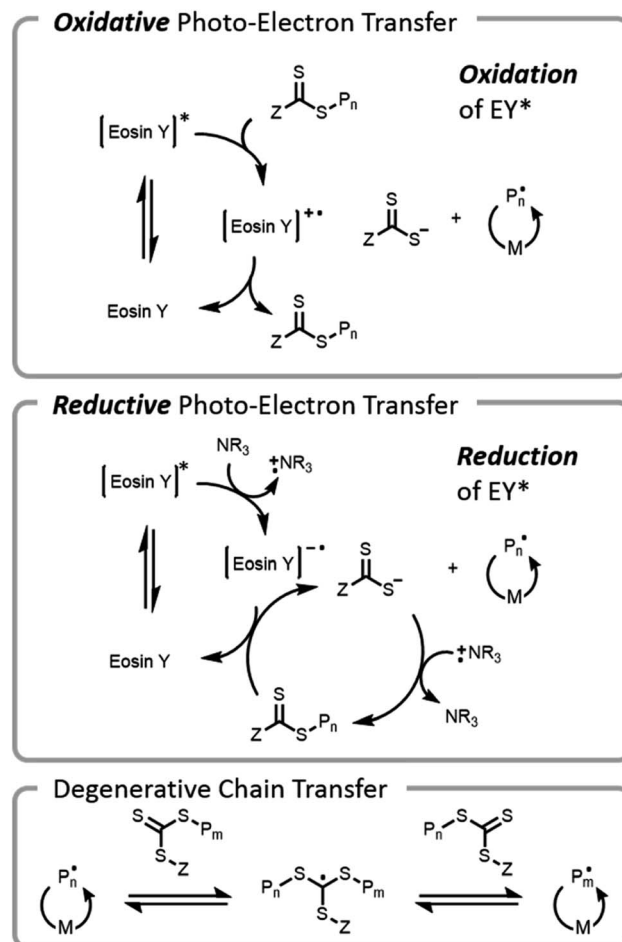 Oxidative Photo-Electron Transfer
S
Z S Pn
Oxidation
of EY*
[Eosin Y]*
[Eosin Y]+•
S
Z S−
+
Pn•
M
Eosin Y
S
Z S Pn
Reductive Photo-Electron Transfer
NR3
+•NR3
Reduction
of EY*
[Eosin Y]*
[Eosin Y]−•
S
Z S−
+
Pn•
M
Eosin Y
+•NR3
S
Z S Pn
NR3
Degenerative Chain Transfer
S S Pm
S Z
Pn S S
S Z
Pn•
M
Pn S • S Pm
S Z
Pm•
M